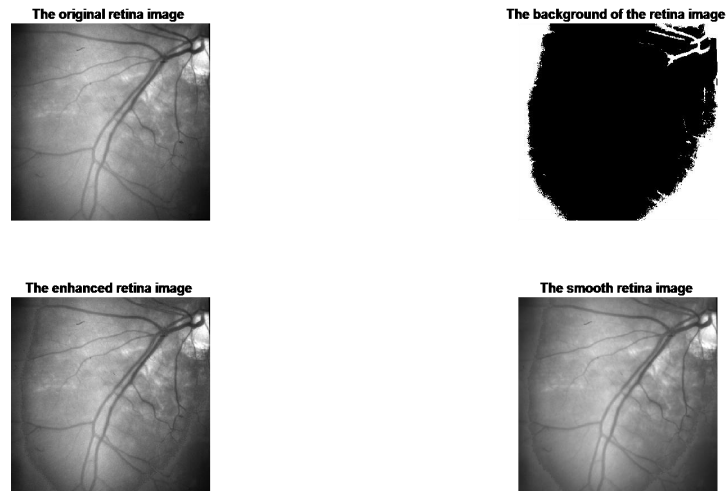 The original retina image
The background of the retina image
The enhanced retina image
The smooth retina image